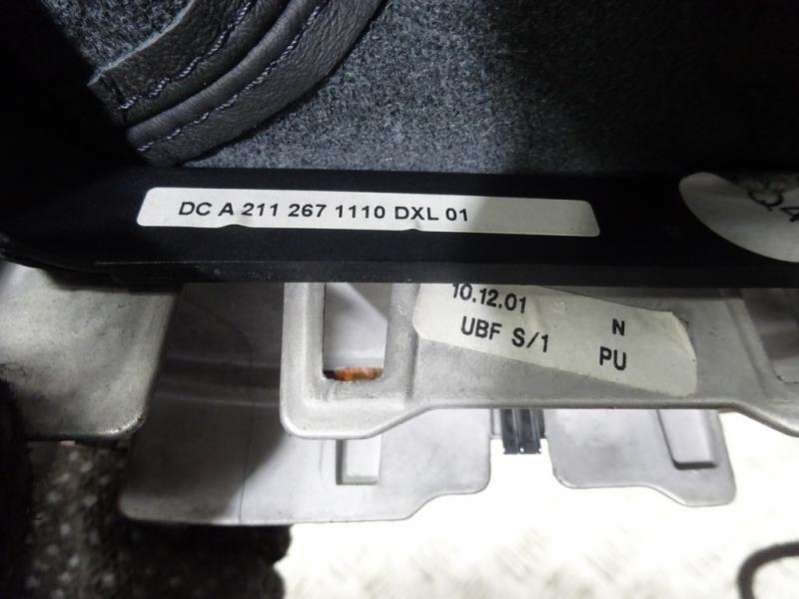 DC A 211 267 1110 DXL 01
10.12.01 N
UBF S/1 PU